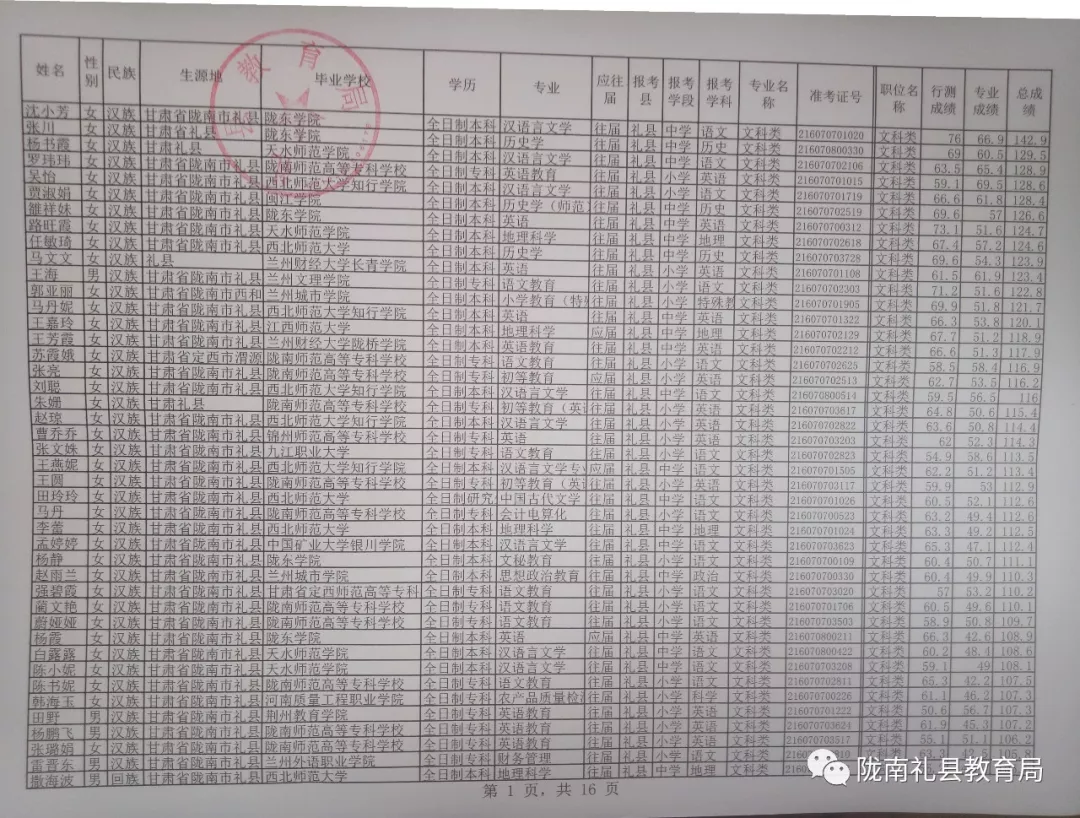 姓名 性别 民族 生源地 毕业学校 学历 专业 应往届 报考县 报考学段 报考学科 专业名称 准考证号 职位名称 行测成绩 专业成绩 总成绩
沈小芳 女 汉族 甘肃省陇南市礼县 陇东学院 全日制本科 汉语言文学 往届 礼县 中学 语文 文科类 216070701020 文科类 76 66.9 142.9
张川 女 汉族 甘肃省礼县 全日制本科 历史学 往届 礼县 中学 历史 文科类 216070800330 文科类 69 60.5 129.5
杨书霞 女 汉族 甘肃礼县 天水师范学院 全日制本科 汉语言文学 往届 礼县 中学 语文 文科类 216070702106 文科类 63.5 65.4 128.9
罗玮玮 女 汉族 甘肃省陇南市礼县 陇南师范高等专科学校 全日制专科 英语教育 往届 礼县 小学 英语 文科类 216070701015 文科类 59.1 69.5 128.6
吴怡 女 汉族 甘肃省陇南市礼县 西北师范大学知行学院 全日制本科 汉语言文学 往届 礼县 小学 语文 文科类 216070701719 文科类 66.6 61.8 128.4
贾淑娟 女 汉族 甘肃省陇南市礼县 闽江学院 全日制本科 历史学（师范 往届 礼县 中学 历史 文科类 216070702519 文科类 69.6 57 126.6
雒祥妹 女 汉族 甘肃省陇南市礼县 陇东学院 全日制本科 英语 往届 礼县 中学 英语 文科类 216070700312 文科类 73.1 51.6 124.7
路旺霞 女 汉族 甘肃省陇南市礼县 天水师范学院 全日制本科 地理科学 往届 礼县 中学 地理 文科类 216070702618 文科类 67.4 57.2 124.6
任敏琦 女 汉族 甘肃省陇南市礼县 西北师范大学 全日制本科 历史学 往届 礼县 中学 历史 文科类 216070703728 文科类 69.6 54.3 123.9
马文文 女 汉族 礼县 兰州财经大学长青学院 全日制本科 英语 往届 礼县 小学 英语 文科类 216070701108 文科类 61.5 61.9 123.4
王海 男 汉族 甘肃省陇南市礼县 兰州文理学院 全日制专科 语文教育 往届 礼县 小学 语文 文科类 216070702303 文科类 71.2 51.6 122.8
郭亚丽 女 汉族 甘肃省陇南市西和 兰州城市学院 全日制本科 小学教育（特殊 往届 礼县 小学 特殊教 文科类 216070701905 文科类 69.9 51.8 121.7
马丹妮 女 汉族 甘肃省陇南市礼县 西北师范大学知行学院 全日制本科 英语 往届 礼县 中学 英语 文科类 216070701322 文科类 66.3 53.8 120.1
王嘉玲 女 汉族 甘肃省陇南市礼县 江西师范大学 全日制本科 地理科学 应届 礼县 中学 地理 文科类 216070702129 文科类 67.7 51.2 118.9
王芳霞 女 汉族 甘肃省陇南市礼县 兰州财经大学陇桥学院 全日制本科 英语教育 往届 礼县 中学 英语 文科类 216070702212 文科类 66.6 51.3 117.9
苏霞娥 女 汉族 甘肃省定西市渭源 陇南师范高等专科学校 全日制专科 语文教育 往届 礼县 小学 语文 文科类 216070702625 文科类 58.5 58.4 116.9
张亮 女 汉族 甘肃省陇南市礼县 陇南师范高等专科学校 全日制专科 初等教育 应届 礼县 小学 英语 文科类 216070702513 文科类 62.7 53.5 116.2
刘聪 女 汉族 甘肃省陇南市礼县 西北师范大学知行学院 全日制本科 汉语言文学 往届 礼县 中学 语文 文科类 216070800514 文科类 59.5 56.5 116
朱姗 女 汉族 甘肃礼县 陇南师范高等专科学校 全日制专科 初等教育（英语 往届 礼县 小学 英语 文科类 216070703617 文科类 64.8 50.6 115.4
赵琼 女 汉族 甘肃省陇南市礼县 西北师范大学知行学院 全日制本科 汉语言文学 往届 礼县 小学 语文 文科类 216070702822 文科类 63.6 50.8 114.4
曹乔乔 女 汉族 甘肃省陇南市礼县 锦州师范高等专科学校 全日制专科 英语 往届 礼县 小学 英语 文科类 216070703203 文科类 62 52.3 114.3
张文姝 女 汉族 甘肃省陇南市礼县 九江职业大学 全日制专科 语文教育 往届 礼县 小学 语文 文科类 216070702823 文科类 54.9 58.6 113.5
王燕妮 女 汉族 甘肃省陇南市礼县 西北师范大学知行学院 全日制本科 汉语言文学专业 应届 礼县 中学 语文 文科类 216070701505 文科类 62.2 51.2 113.4
王圆 女 汉族 甘肃省陇南市礼县 陇南师范高等专科学校 全日制专科 初等教育（英语 往届 礼县 小学 英语 文科类 216070703117 文科类 59.9 53 112.9
田玲玲 女 汉族 甘肃省陇南市礼县 西北师范大学 全日制研究 中国古代文学 往届 礼县 中学 语文 文科类 216070701026 文科类 60.5 52.1 112.6
马丹 女 汉族 甘肃省陇南市礼县 陇南师范高等专科学校 全日制专科 会计电算化 往届 礼县 小学 语文 文科类 216070700523 文科类 63.2 49.4 112.6
李 女 汉族 甘肃省陇南市礼县 西北师范大学 全日制本科 地理科学 往届 礼县 中学 地理 文科类 216070701024 文科类 63.3 49.2 112.5
孟婷婷 女 汉族 甘肃省陇南市礼县 中国矿业大学银川学院 全日制本科 汉语言文学 往届 礼县 中学 语文 文科类 216070703623 文科类 65.3 47.1 112.4
杨静 女 汉族 甘肃省陇南市礼县 陇东学院 全日制专科 文秘教育 往届 礼县 小学 语文 文科类 216070700109 文科类 60.4 50.7 111.1
赵雨兰 女 汉族 甘肃省陇南市礼县 兰州城市学院 全日制本科 思想政治教育 往届 礼县 中学 政治 文科类 216070700330 文科类 60.4 49.9 110.3
强碧霞 女 汉族 甘肃省陇南市礼县 甘肃省定西师范高等专科 全日制专科 语文教育 往届 礼县 小学 语文 文科类 216070703020 文科类 57 53.2 110.2
蔺文艳 女 汉族 甘肃省陇南市礼县 陇南师范高等专科学校 全日制专科 语文教育 往届 礼县 小学 语文 文科类 216070701706 文科类 60.5 49.6 110.1
蔚娅娅 女 汉族 甘肃省陇南市礼县 陇南师范高等专科学校 全日制专科 语文教育 往届 礼县 小学 语文 文科类 216070703503 文科类 58.9 50.8 109.7
杨霞 女 汉族 甘肃省陇南市礼县 陇东学院 全日制本科 英语 应届 礼县 中学 英语 文科类 216070800211 文科类 66.3 42.6 108.9
白露露 女 汉族 甘肃省陇南市礼县 天水师范学院 全日制本科 汉语言文学 往届 礼县 中学 语文 文科类 216070800422 文科类 60.2 48.4 108.6
陈小妮 女 汉族 甘肃省陇南市礼县 天水师范学院 全日制本科 汉语言文学 往届 礼县 中学 语文 文科类 216070703208 文科类 59.1 49 108.1
陈书妮 女 汉族 甘肃省陇南市礼县 陇南师范高等专科学校 全日制专科 语文教育 往届 礼县 小学 语文 文科类 216070702811 文科类 65.3 42.2 107.5
韩海玉 女 汉族 甘肃省陇南市礼县 河南质量工程职业学院 全日制专科 农产品质量检测 往届 礼县 小学 科学 文科类 216070700226 文科类 61.1 46.2 107.3
田野 男 汉族 甘肃省陇南市礼县 荆州教育学院 全日制专科 英语教育 往届 礼县 小学 英语 文科类 216070701222 文科类 50.6 56.7 107.3
杨鹏飞 男 汉族 甘肃省陇南市礼县 陇南师范高等专科学校 全日制专科 英语教育 往届 礼县 小学 英语 文科类 216070703624 文科类 61.9 45.3 107.2
张璐娟 女 汉族 甘肃省陇南市礼县 陇南师范高等专科学校 全日制专科 英语教育 往届 礼县 小学 英语 文科类 216070703517 文科类 55.1 51.1 106.2
雷晋东 男 汉族 甘肃省陇南市礼县 兰州外语职业学院 全日制专科 财务管理 往届 礼县 小学 英语 文科类 63.3 42.5 105.8
撒海波 男 回族 甘肃省陇南市礼县 西北师范大学 全日制本科 地理科学 往届 礼县 中学 地理 文科类
第 1 页，共 16 页
陇南礼县教育局